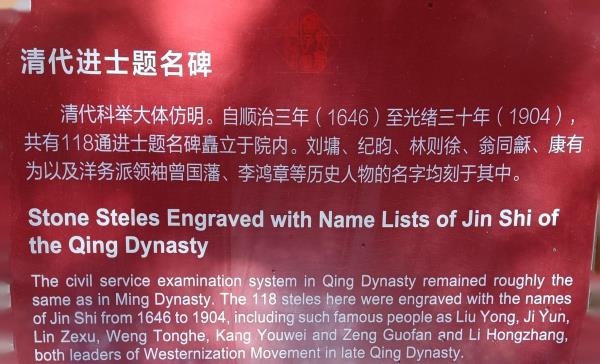 清代进士题名碑
清代科举大体仿明。自顺治三年（1646）至光绪三十年（1904），
共有118通进士题名碑矗立于院内。刘墉、纪昀、林则徐、翁同龢、康有
为以及洋务派领袖曾国藩、李鸿章等历史人物的名字均刻于其中。
Stone Steles Engraved with Name Lists of Jin Shi of
the Qing Dynasty
The civil service examination system in Qing Dynasty remained roughly the
same as in Ming Dynasty. The 118 steles here were engraved with the names
of Jin Shi from 1646 to 1904, including such famous people as Liu Yong, Ji Yun,
Lin Zexu, Weng Tonghe, Kang Youwei and Zeng Guofan and Li Hongzhang,
both leaders of Westernization Movement in late Qing Dynasty.